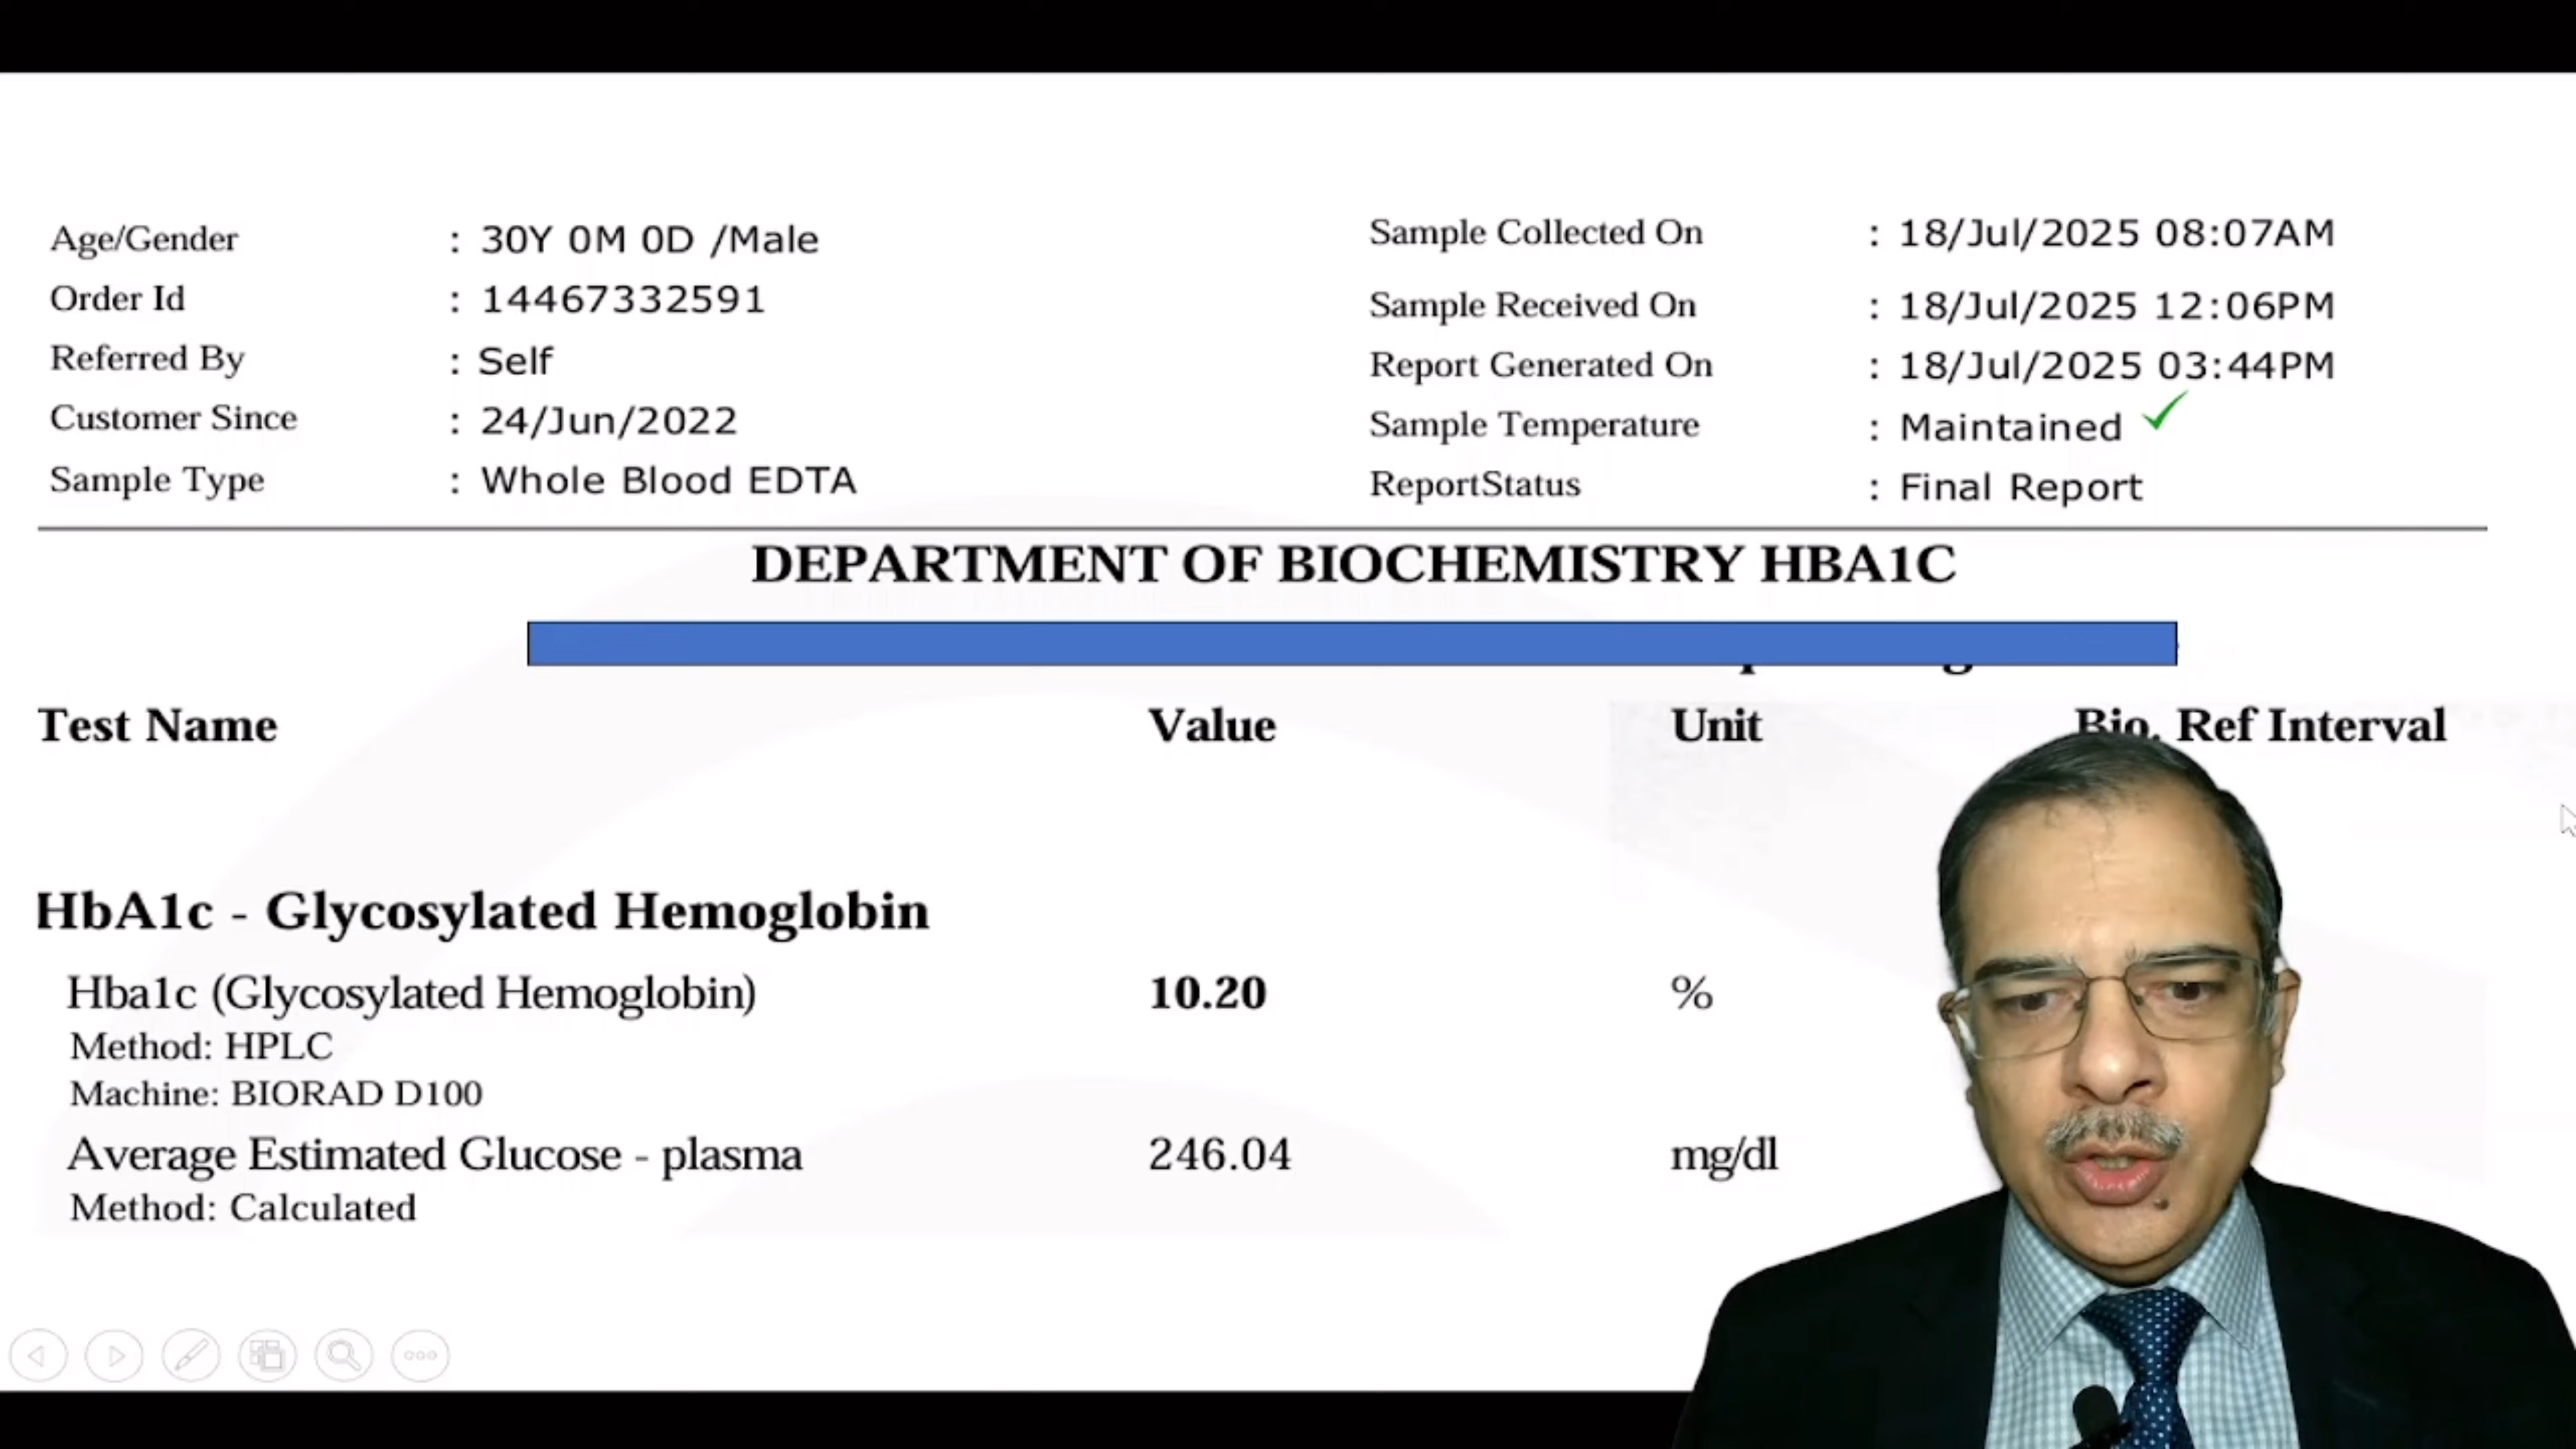 Age/Gender : 30Y 0M 0D /Male
Order Id : 14467332591
Referred By : Self
Customer Since : 24/Jun/2022
Sample Type : Whole Blood EDTA
Sample Collected On : 18/Jul/2025 08:07AM
Sample Received On : 18/Jul/2025 12:06PM
Report Generated On : 18/Jul/2025 03:44PM
Sample Temperature : Maintained
ReportStatus : Final Report
DEPARTMENT OF BIOCHEMISTRY HBA1C
Test Name Value Unit Bio. Ref Interval
HbA1c - Glycosylated Hemoglobin
Hba1c (Glycosylated Hemoglobin) 10.20 %
Method: HPLC
Machine: BIORAD D100
Average Estimated Glucose - plasma 246.04 mg/dl
Method: Calculated